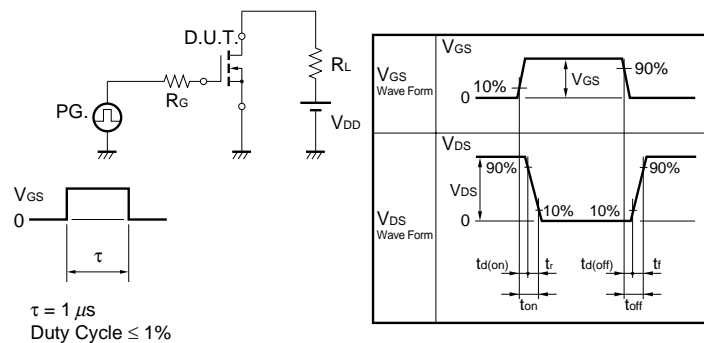 D.U.T.
RG
PG.
RL
VDD
VGS
0
τ
τ = 1 μs
Duty Cycle ≤ 1%
VGS
Wave Form
VGS
10%
0
VGS
90%
VDS
Wave Form
VDS
VDS
90%
0
10%
10%
90%
td(on)
tr
td(off)
tf
ton
toff